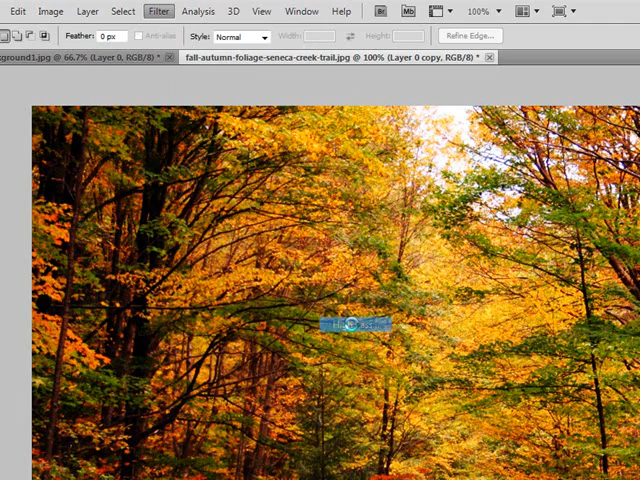 Edit Image Layer Select Filter Analysis 3D View Window Help Br Mb 100%
Feather: 0 px Anti-alias Style: Normal Width: Height: Refine Edge...
ground1.jpg @ 66.7% (Layer 0, RGB/8) * fall-autumn-foliage-seneca-creek-trail.jpg @ 100% (Layer 0 copy, RGB/8) *